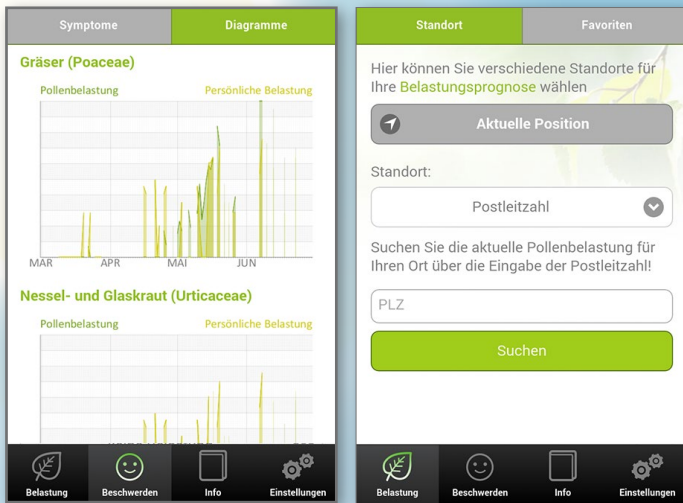 Symptome
Diagramme
Gräser (Poaceae)
Pollenbelastung
Persönliche Belastung
MAR
APR
MAI
JUN
Nessel- und Glaskraut (Urticaceae)
Pollenbelastung
Persönliche Belastung
Belastung
Beschwerden
Info
Einstellungen
Standort
Favoriten
Hier können Sie verschiedene Standorte für
Ihre Belastungsprognose wählen
Aktuelle Position
Standort:
Postleitzahl
Suchen Sie die aktuelle Pollenbelastung für
Ihren Ort über die Eingabe der Postleitzahl!
PLZ
Suchen
Belastung
Beschwerden
Info
Einstellungen